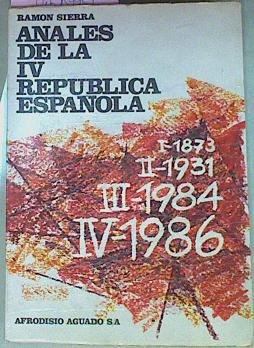 RAMON SIERRA
ANALES
DE LA
IV
REPUBLICA
ESPAÑOLA
I-1873
II-1931
III-1984
IV-1986
AFRODISIO AGUADO S A